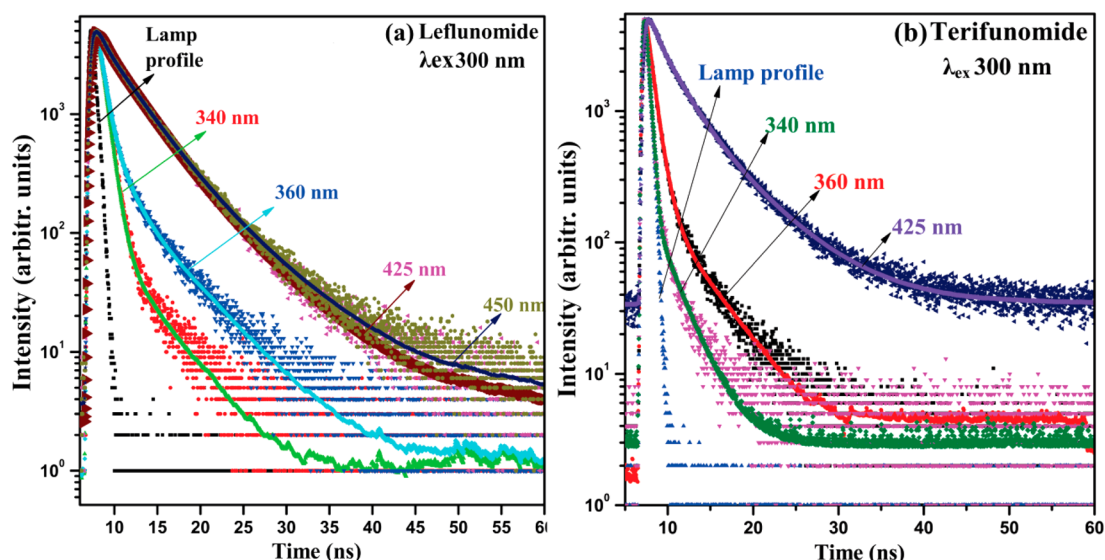 (a) Leflunomide
λex 300 nm
Lamp
profile
340 nm
360 nm
425 nm
450 nm
Intensity (arbitr. units)
10³
10²
10¹
10⁰
10 15 20 25 30 35 40 45 50 55 60
Time (ns)
(b) Terifunomide
λex 300 nm
Lamp profile
340 nm
360 nm
425 nm
Intensity (arbitr. units)
10³
10²
10¹
10⁰
10 20 30 40 50 60
Time (ns)